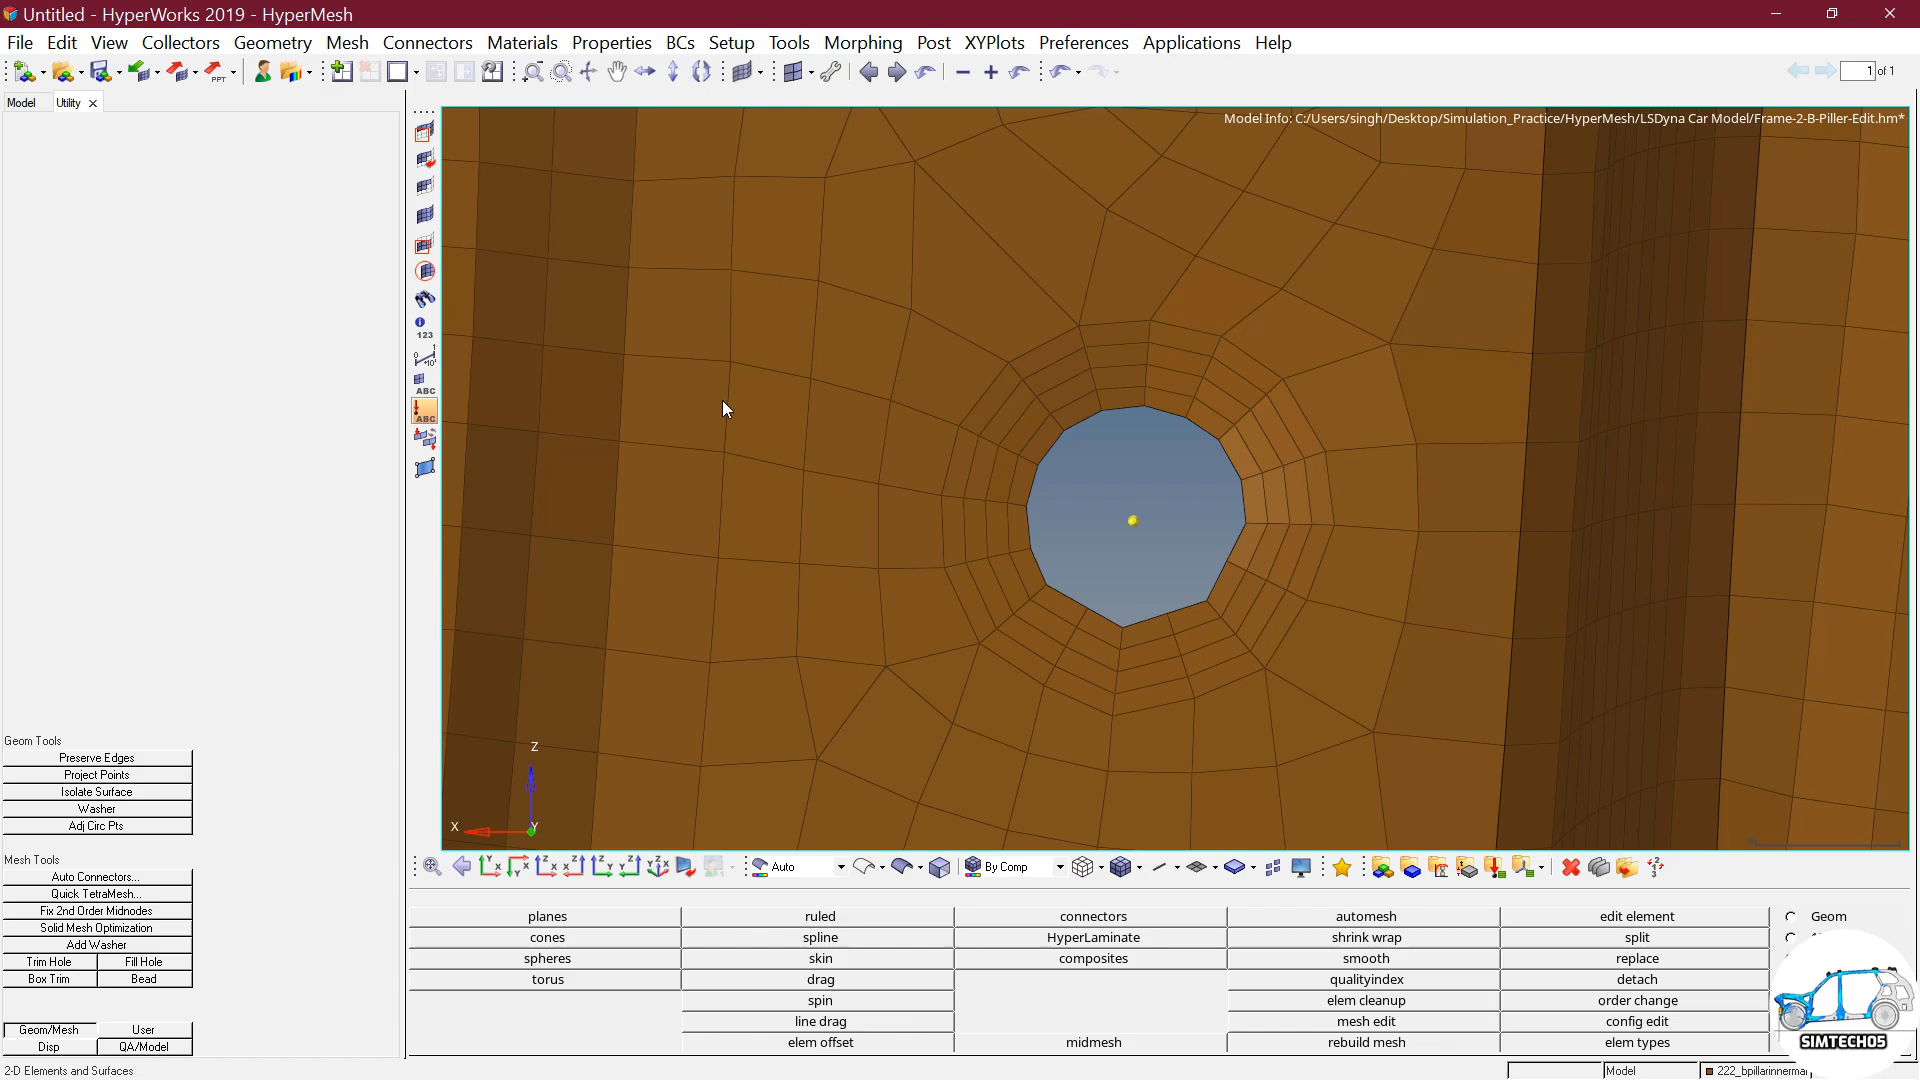 Untitled - HyperWorks 2019 - HyperMesh
File Edit View Collectors Geometry Mesh Connectors Materials Properties BCs Setup Tools Morphing Post XYPlots Preferences Applications Help
PPT
1 of 1
Model Utility
Model Info: C:/Users/singh/Desktop/Simulation_Practice/HyperMesh/LSDyna Car Model/Frame-2-B-Piller-Edit.hm*
123
ABC
ABC
Z
X
Y
Geom Tools
Preserve Edges
Project Points
Isolate Surface
Washer
Adj Circ Pts
Mesh Tools
Auto Connectors...
Quick TetraMesh...
Fix 2nd Order Midnodes
Solid Mesh Optimization
Add Washer
Trim Hole Fill Hole
Box Trim Bead
Geom/Mesh User
Disp QA/Model
Auto By Comp
planes ruled connectors automesh edit element Geom
cones spline HyperLaminate shrink wrap split
spheres skin composites smooth replace
torus drag qualityindex detach
spin elem cleanup order change
line drag mesh edit config edit
elem offset midmesh rebuild mesh elem types
SIMTECH05
2-D Elements and Surfaces
Model